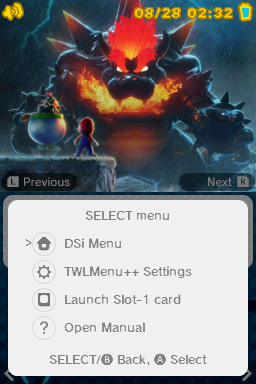 08/28 02:32
L Previous
Next R
SELECT menu
> DSi Menu
TWLMenu++ Settings
Launch Slot-1 card
? Open Manual
SELECT/B Back, A Select